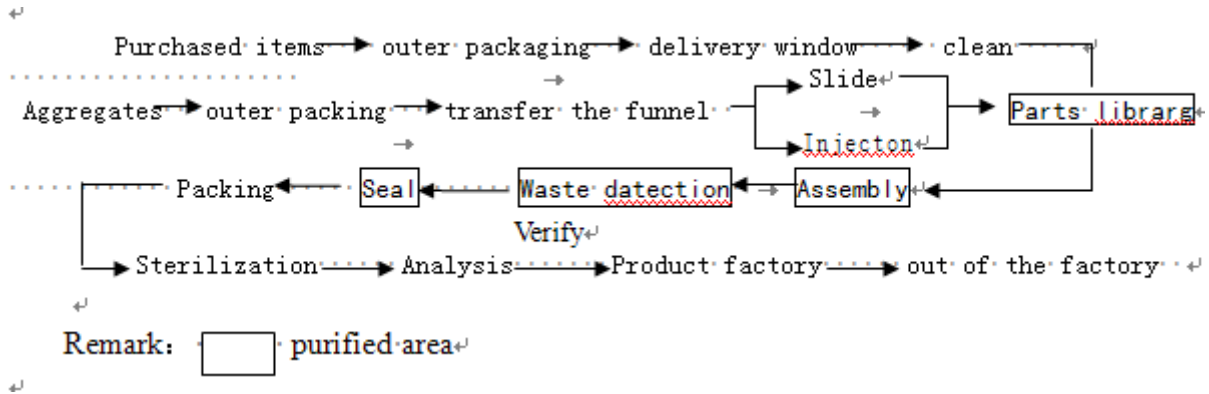 Purchased items outer packaging delivery window clean
Slide
Aggregates outer packing transfer the funnel Parts librarg
Injecton
Packing Seal Waste datection Assembly
Verify
Sterilization Analysis Product factory out of the factory
Remark: purified area